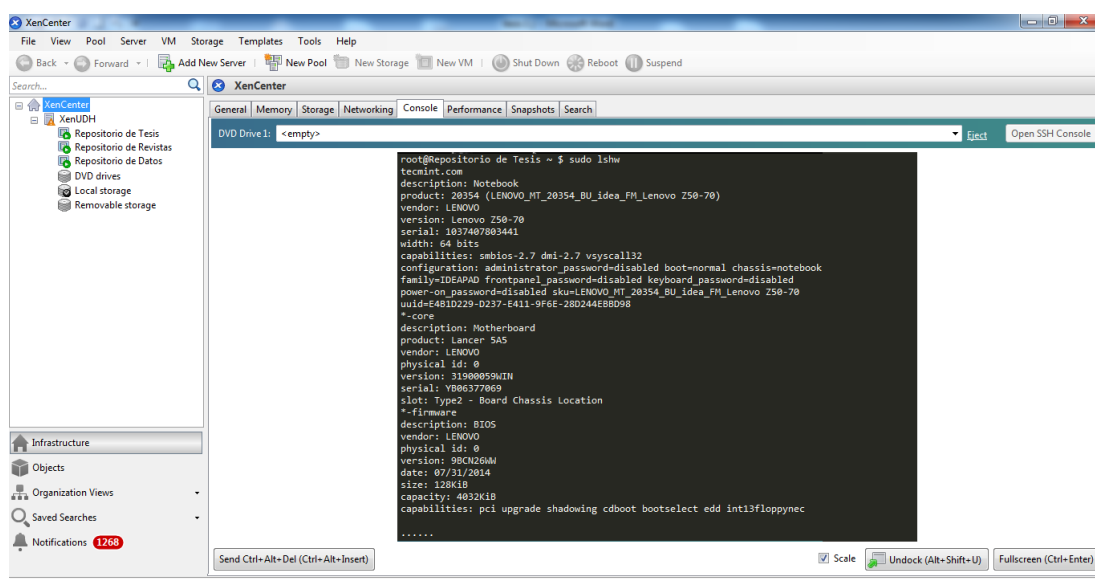 XenCenter
File View Pool Server VM Storage Templates Tools Help
Back Forward Add New Server New Pool New Storage New VM Shut Down Reboot Suspend
Search...
XenCenter
XenUDH
Repositorio de Tesis
Repositorio de Revistas
Repositorio de Datos
DVD drives
Local storage
Removable storage
Infrastructure
Objects
Organization Views
Saved Searches
Notifications 1268
XenCenter
General Memory Storage Networking Console Performance Snapshots Search
DVD Drive 1: <empty> Eject Open SSH Console
root@Repositorio de Tesis ~ $ sudo lshw
tecmint.com
description: Notebook
product: 20354 (LENOVO_MT_20354_BU_idea_FM_Lenovo Z50-70)
vendor: LENOVO
version: Lenovo Z50-70
serial: 1037407803441
width: 64 bits
capabilities: smbios-2.7 dmi-2.7 vsyscall32
configuration: administrator_password=disabled boot=normal chassis=notebook
family=IDEAPAD frontpanel_password=disabled keyboard_password=disabled
power-on_password=disabled sku=LENOVO_MT_20354_BU_idea_FM_Lenovo Z50-70
uuid=E4B1D229-D237-E411-9F6E-28D244EBBD98
*-core
description: Motherboard
product: Lancer 5A5
vendor: LENOVO
physical id: 0
version: 31900059WIN
serial: YB06377069
slot: Type2 - Board Chassis Location
*-firmware
description: BIOS
vendor: LENOVO
physical id: 0
version: 9BCN26WW
date: 07/31/2014
size: 128KiB
capacity: 4032KiB
capabilities: pci upgrade shadowing cdboot bootselect edd int13floppynec
......
Send Ctrl+Alt+Del (Ctrl+Alt+Insert) Scale Undock (Alt+Shift+U) Fullscreen (Ctrl+Enter)